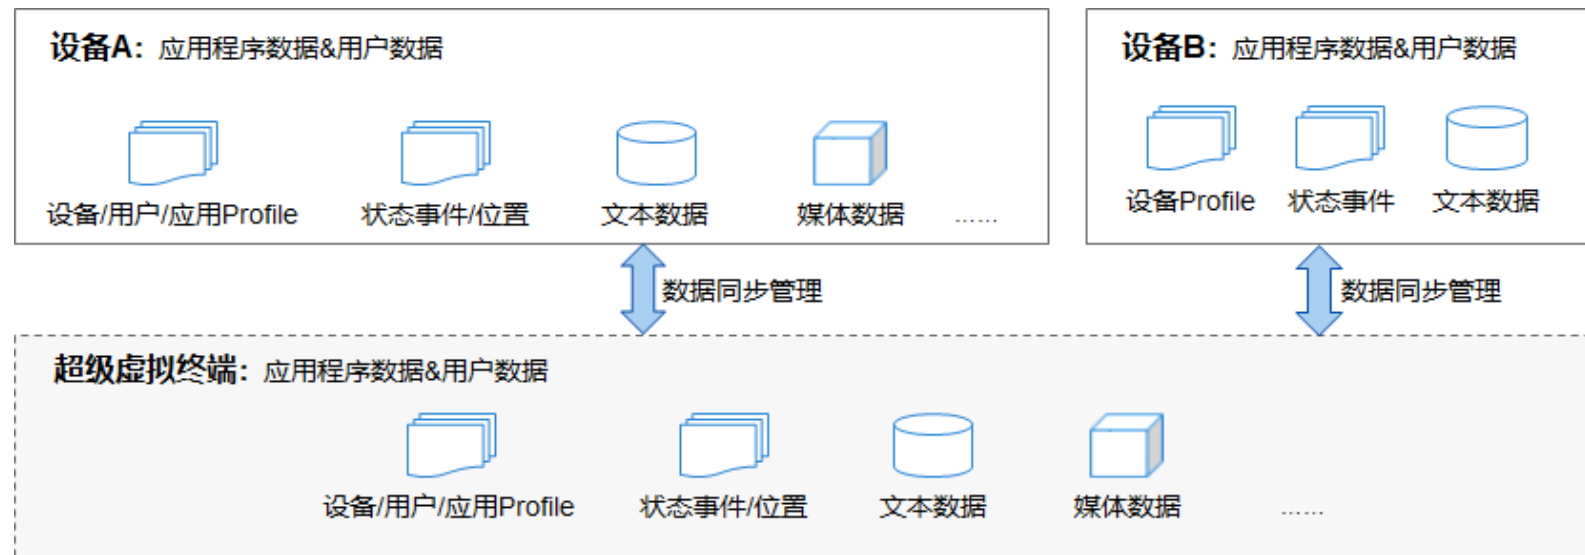 设备A：应用程序数据&用户数据
设备/用户/应用Profile 状态事件/位置 文本数据 媒体数据 ……
设备B：应用程序数据&用户数据
设备Profile 状态事件 文本数据
数据同步管理
数据同步管理
超级虚拟终端：应用程序数据&用户数据
设备/用户/应用Profile 状态事件/位置 文本数据 媒体数据 ……